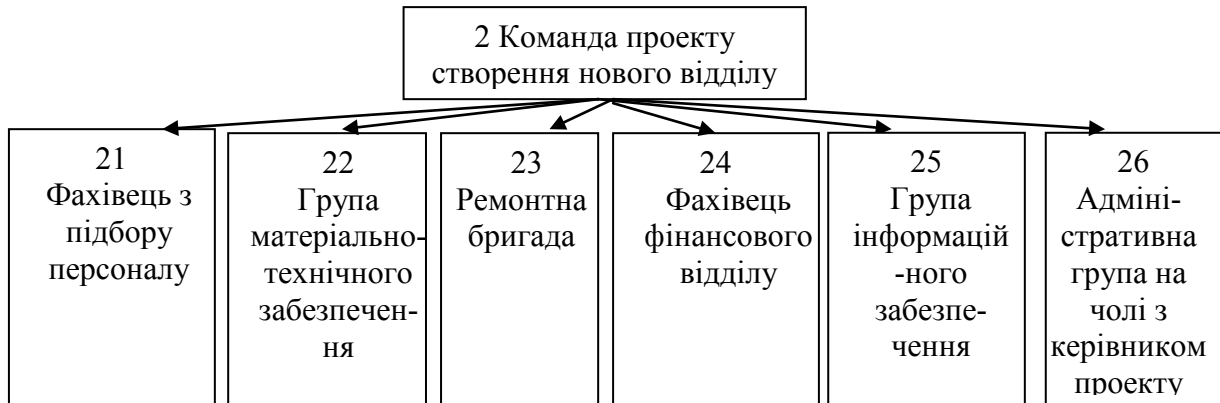 2 Команда проекту
створення нового відділу
21
Фахівець з
підбору
персоналу
22
Група
матеріально-
технічного
забезпечен-
ня
23
Ремонтна
бригада
24
Фахівець
фінансового
відділу
25
Група
інформацій
-ного
забезпе-
чення
26
Адміні-
стративна
група на
чолі з
керівником
проекту